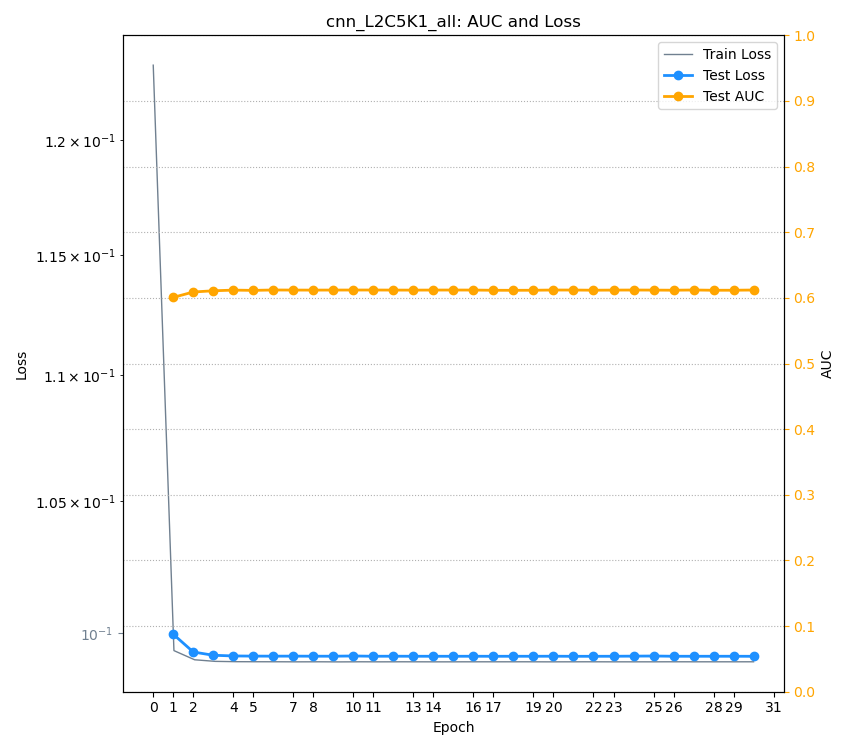 cnn_L2C5K1_all: AUC and Loss
Train Loss
Test Loss
Test AUC
Loss
1.2 × 10⁻¹
1.15 × 10⁻¹
1.1 × 10⁻¹
1.05 × 10⁻¹
10⁻¹
1.0
0.9
0.8
0.7
0.6
0.5
0.4
0.3
0.2
0.1
0.0
AUC
0 1 2 4 5 7 8 10 11 13 14 16 17 19 20 22 23 25 26 28 29 31
Epoch